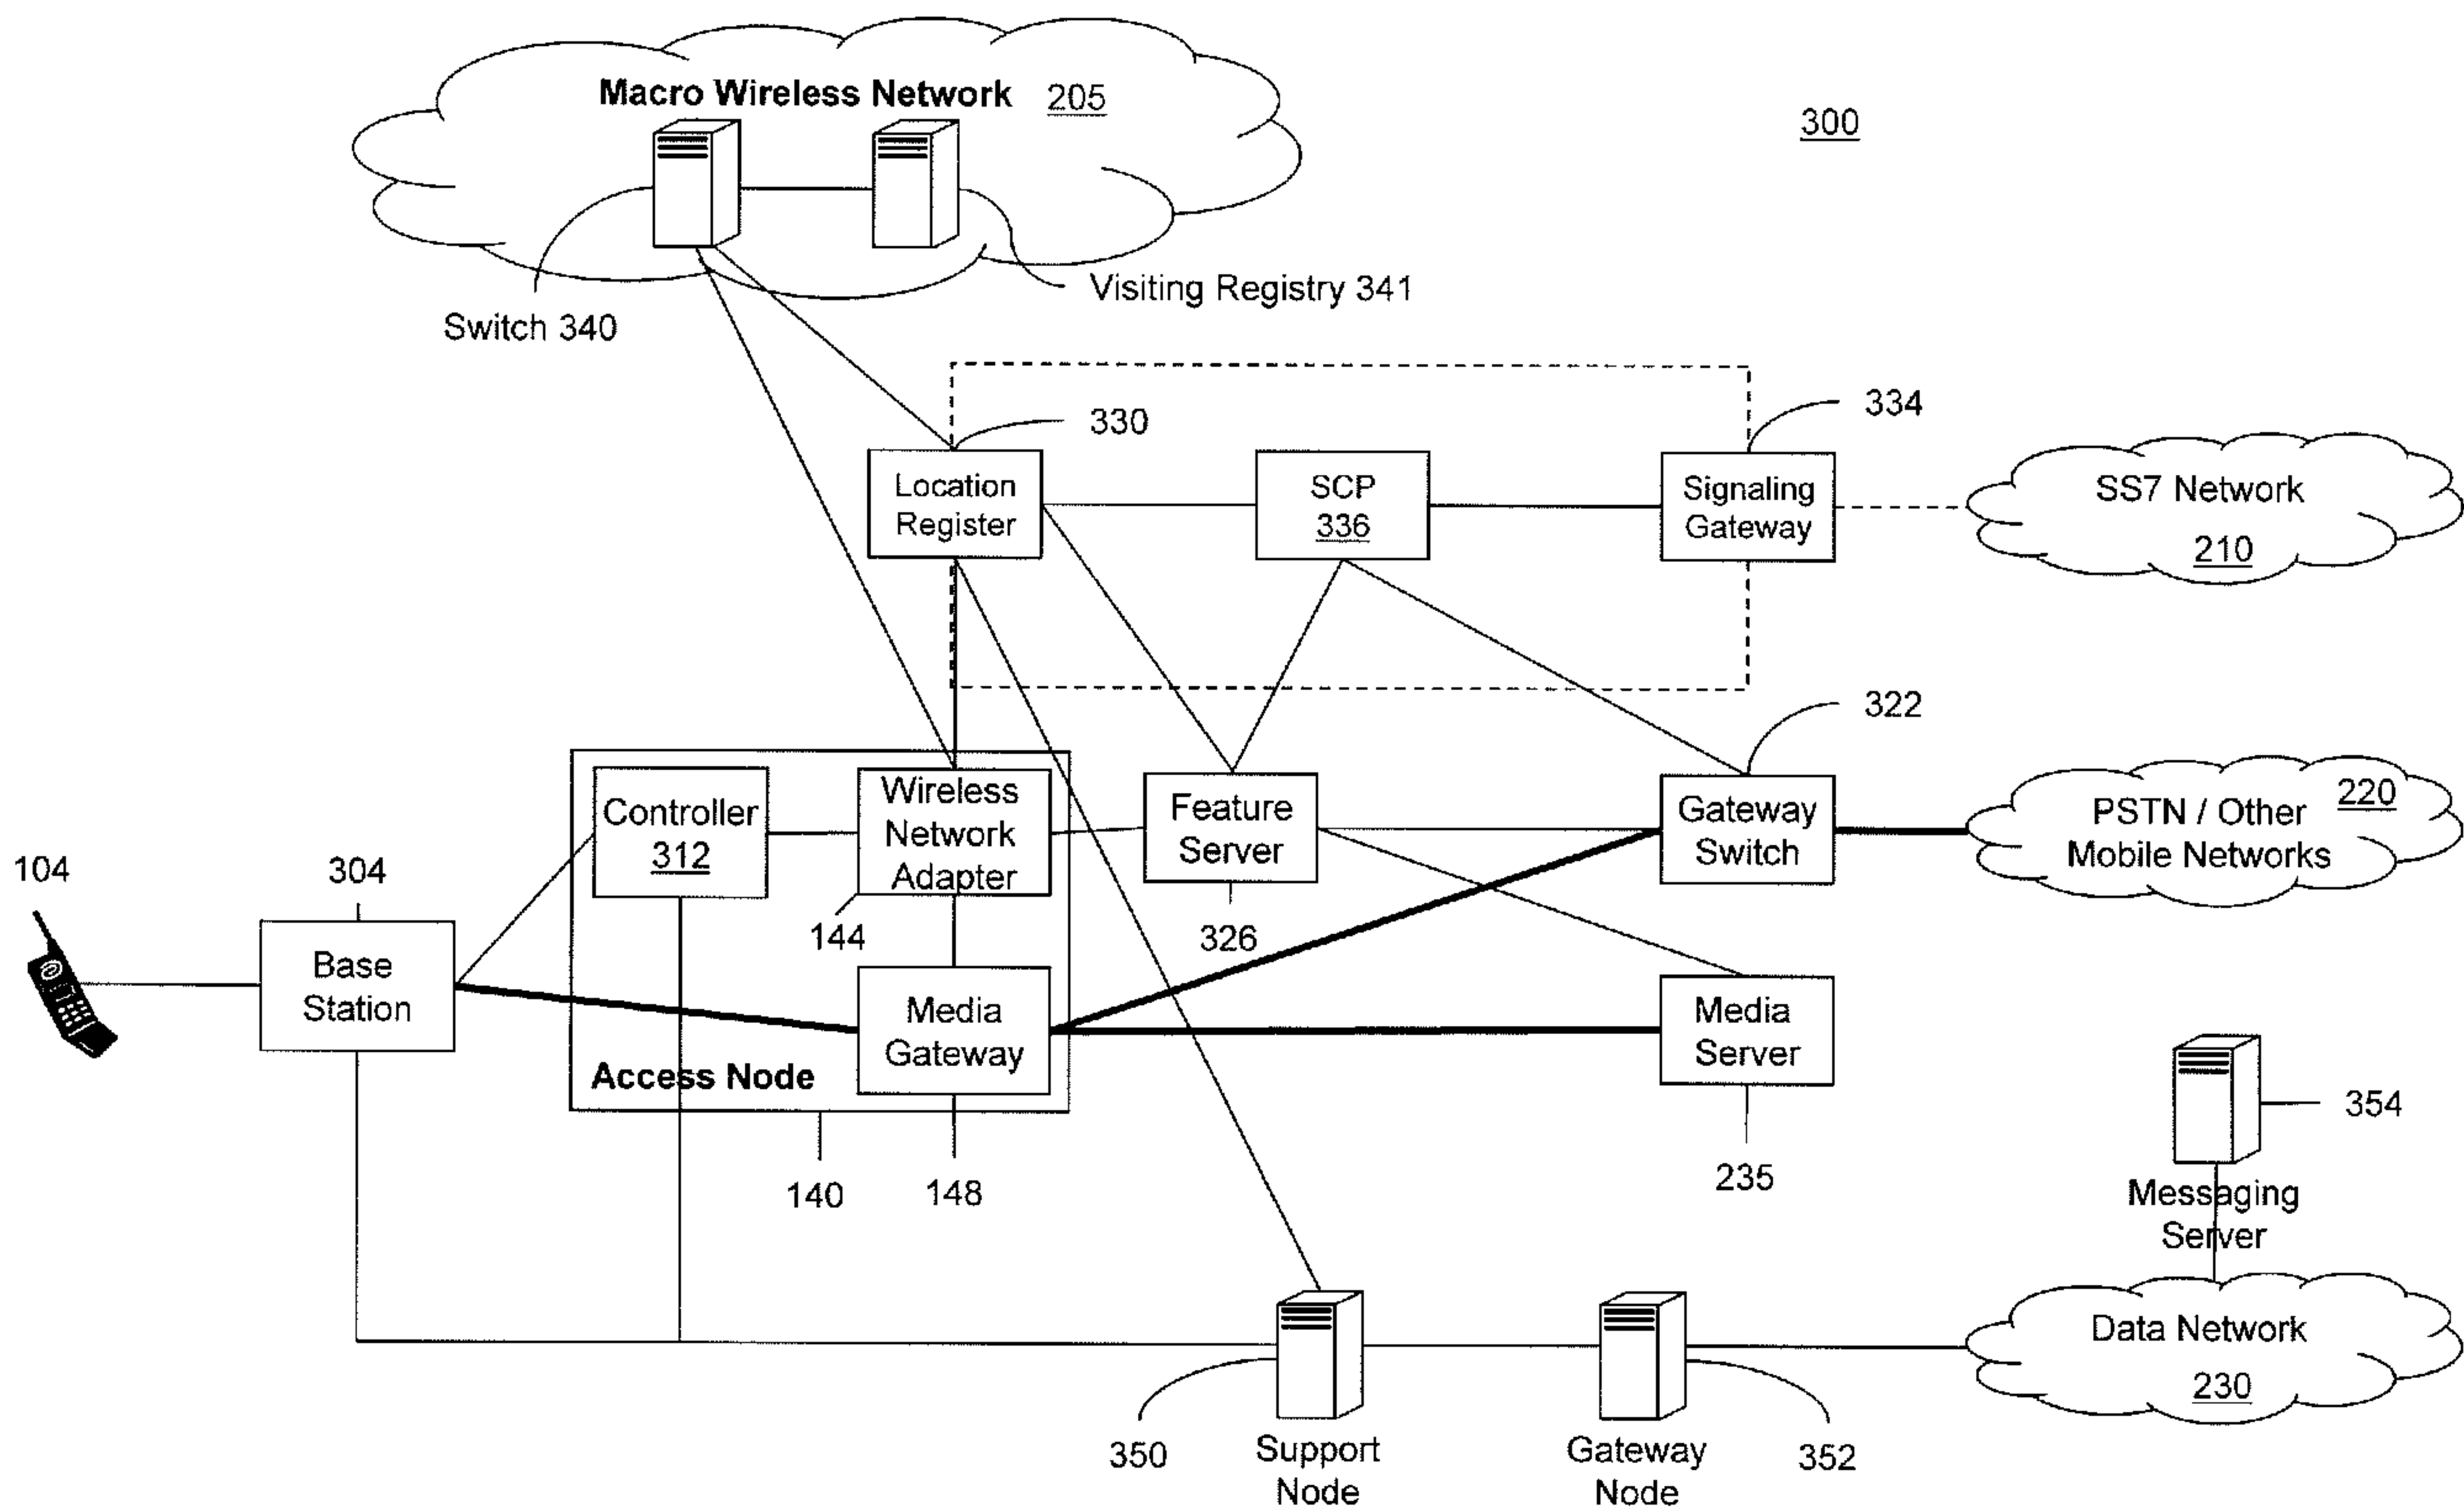 Macro Wireless Network 205
300
Switch 340
Visiting Registry 341
330
334
Location
Register
SCP
336
Signaling
Gateway
SS7 Network
210
322
Controller
312
Wireless
Network
Adapter
144
Feature
Server
326
Gateway
Switch
220
PSTN / Other
Mobile Networks
104
304
Base
Station
Media
Gateway
Access Node
140
148
Media
Server
235
354
Messaging
Server
Data Network
230
350
Support
Node
Gateway
Node
352